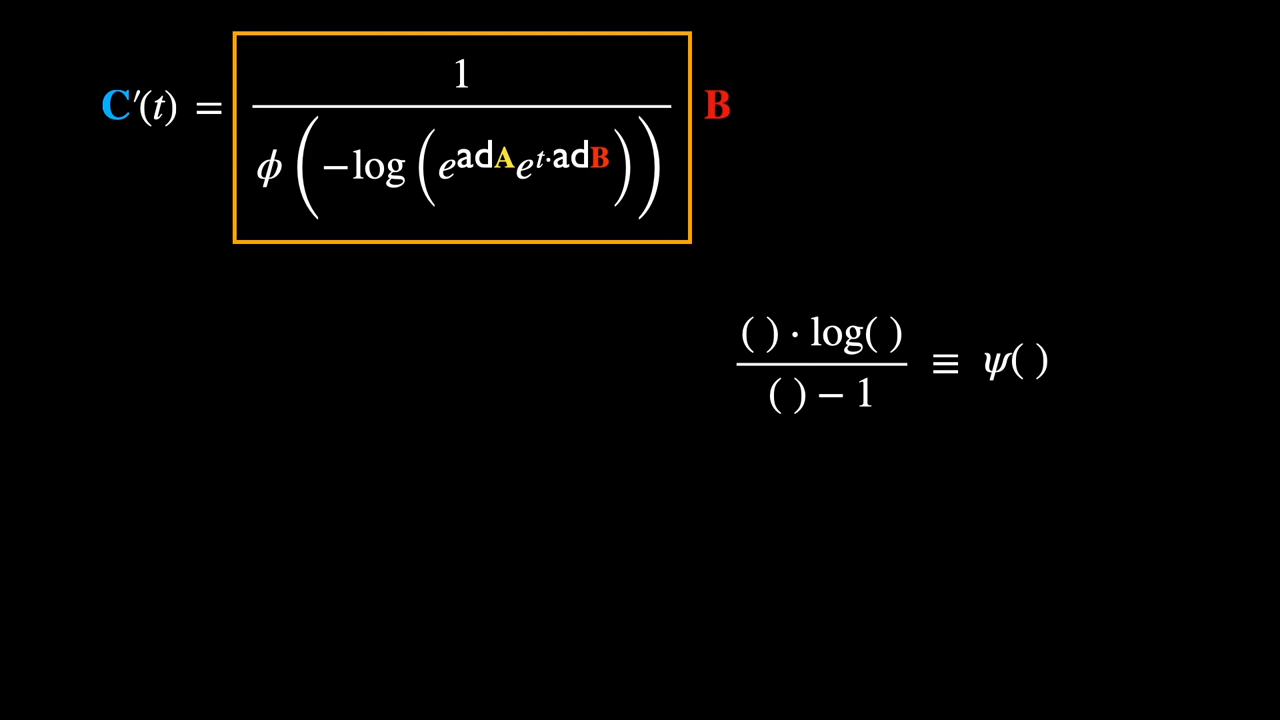 C′(t) = 1 / ϕ(−log(e^{adA}e^{t·adB})) B
( ) · log( ) / ( ) − 1 ≡ ψ( )